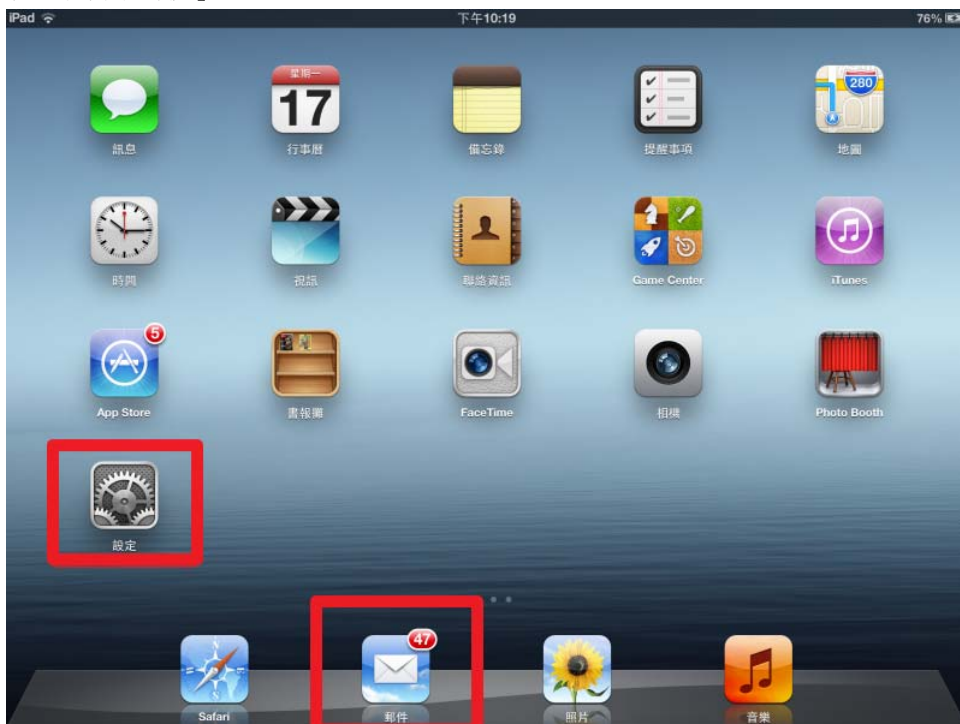 iPad 下午10:19 76%
星期一
17
280
訊息 行事曆 備忘錄 提醒事項 地圖
時間 視訊 聯絡資訊 Game Center iTunes
5
App Store 書報攤 FaceTime 相機 Photo Booth
設定
47
Safari 郵件 照片 音樂